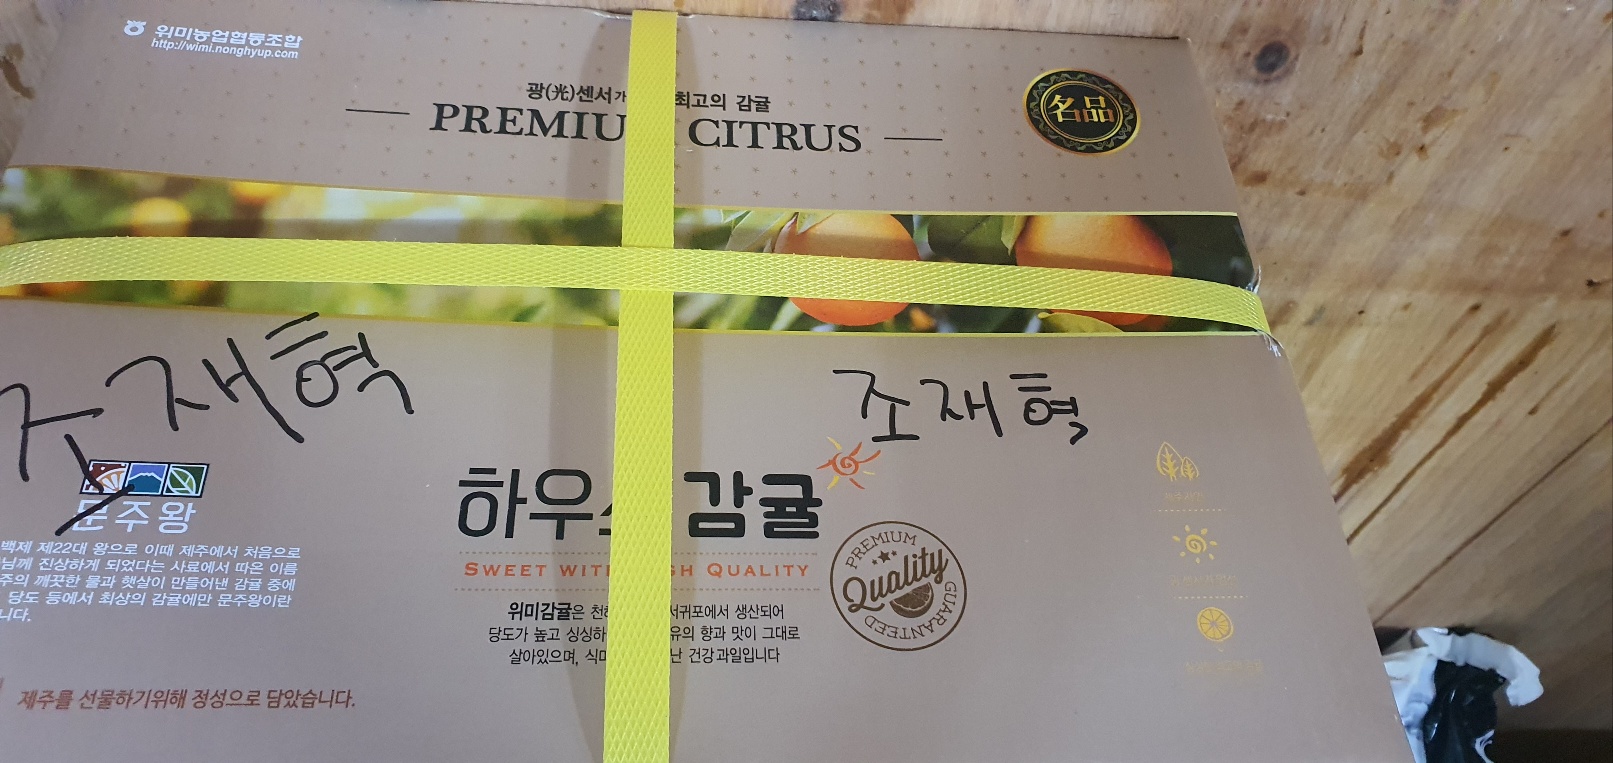 위미농업협동조합
http://wimi.nonghyup.com
광(光)센서가 최고의 감귤
PREMIU CITRUS
名品
조재혁
조재혁
문주왕
백제 제22대 왕으로 이때 제주에서 처음으로
님께 진상하게 되었다는 사료에서 따온 이름
주의 깨끗한 물과 햇살이 만들어낸 감귤 중에
당도 등에서 최상의 감귤에만 문주왕이란
니다.
하우스 감귤
SWEET WITH SH QUALITY
PREMIUM
Quality
GUARANTEED
위미감귤은 천혜 서귀포에서 생산되어
당도가 높고 싱싱하 유의 향과 맛이 그대로
살아있으며, 식미 난 건강과일입니다
제주를 선물하기위해 정성으로 담았습니다.